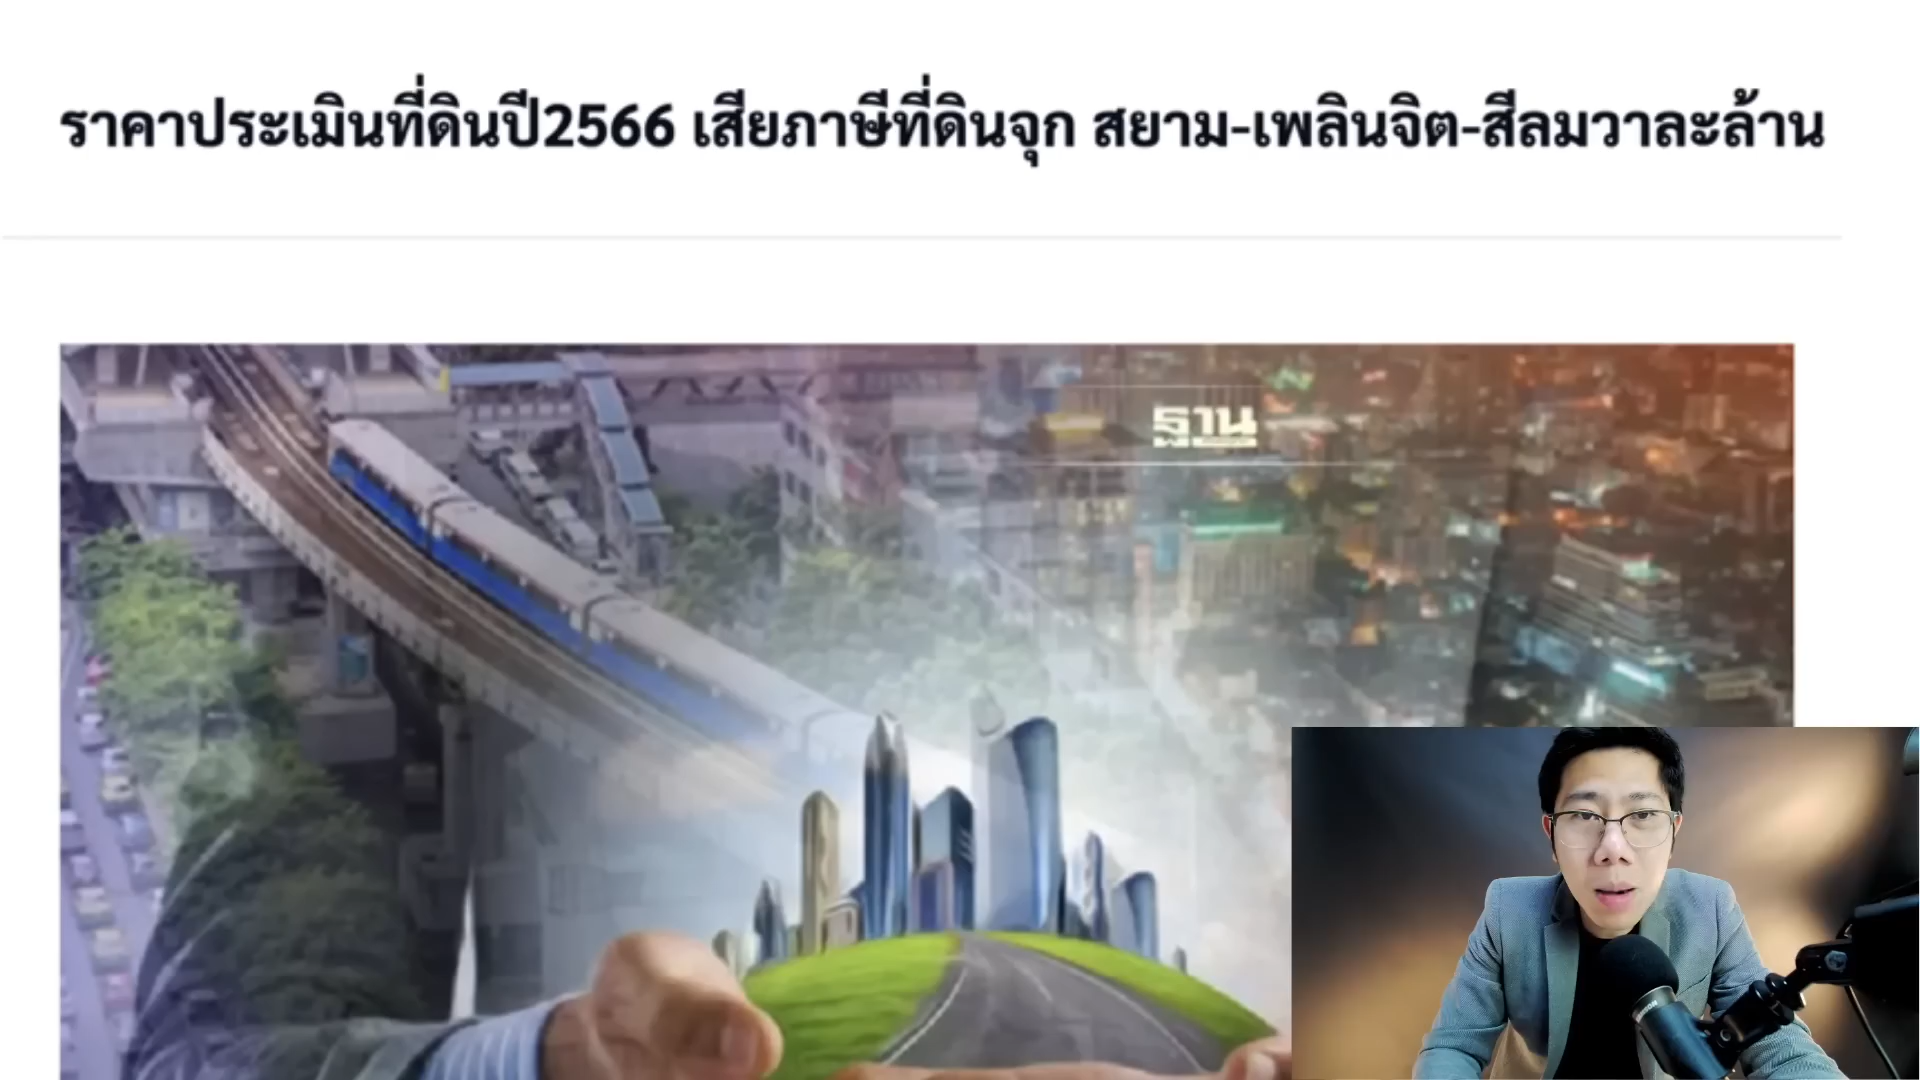 ราคาประเมินที่ดินปี2566 เสียภาษีที่ดินจุก สยาม-เพลินจิต-สีลมวาละล้าน
ฐาน